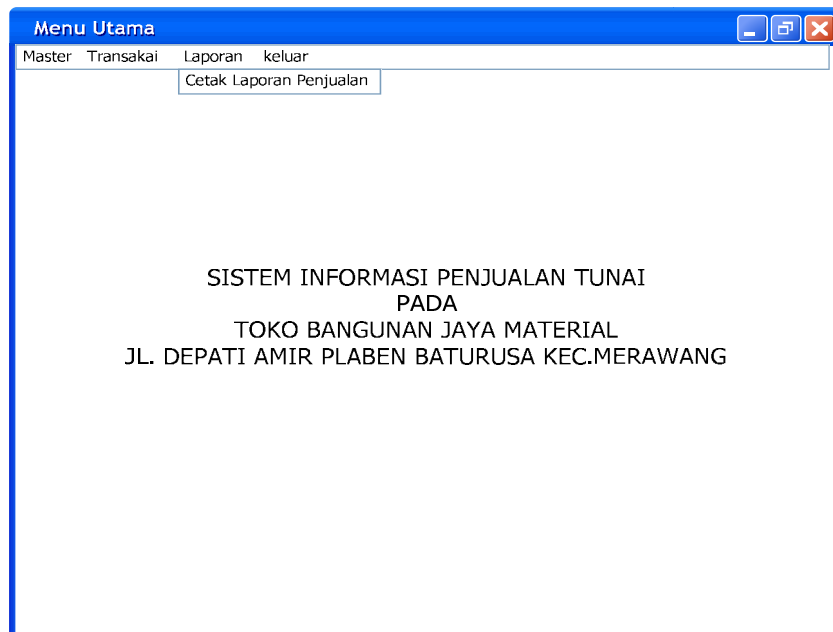 Menu Utama
Master Transakai Laporan keluar
Cetak Laporan Penjualan
SISTEM INFORMASI PENJUALAN TUNAI
PADA
TOKO BANGUNAN JAYA MATERIAL
JL. DEPATI AMIR PLABEN BATURUSA KEC.MERAWANG